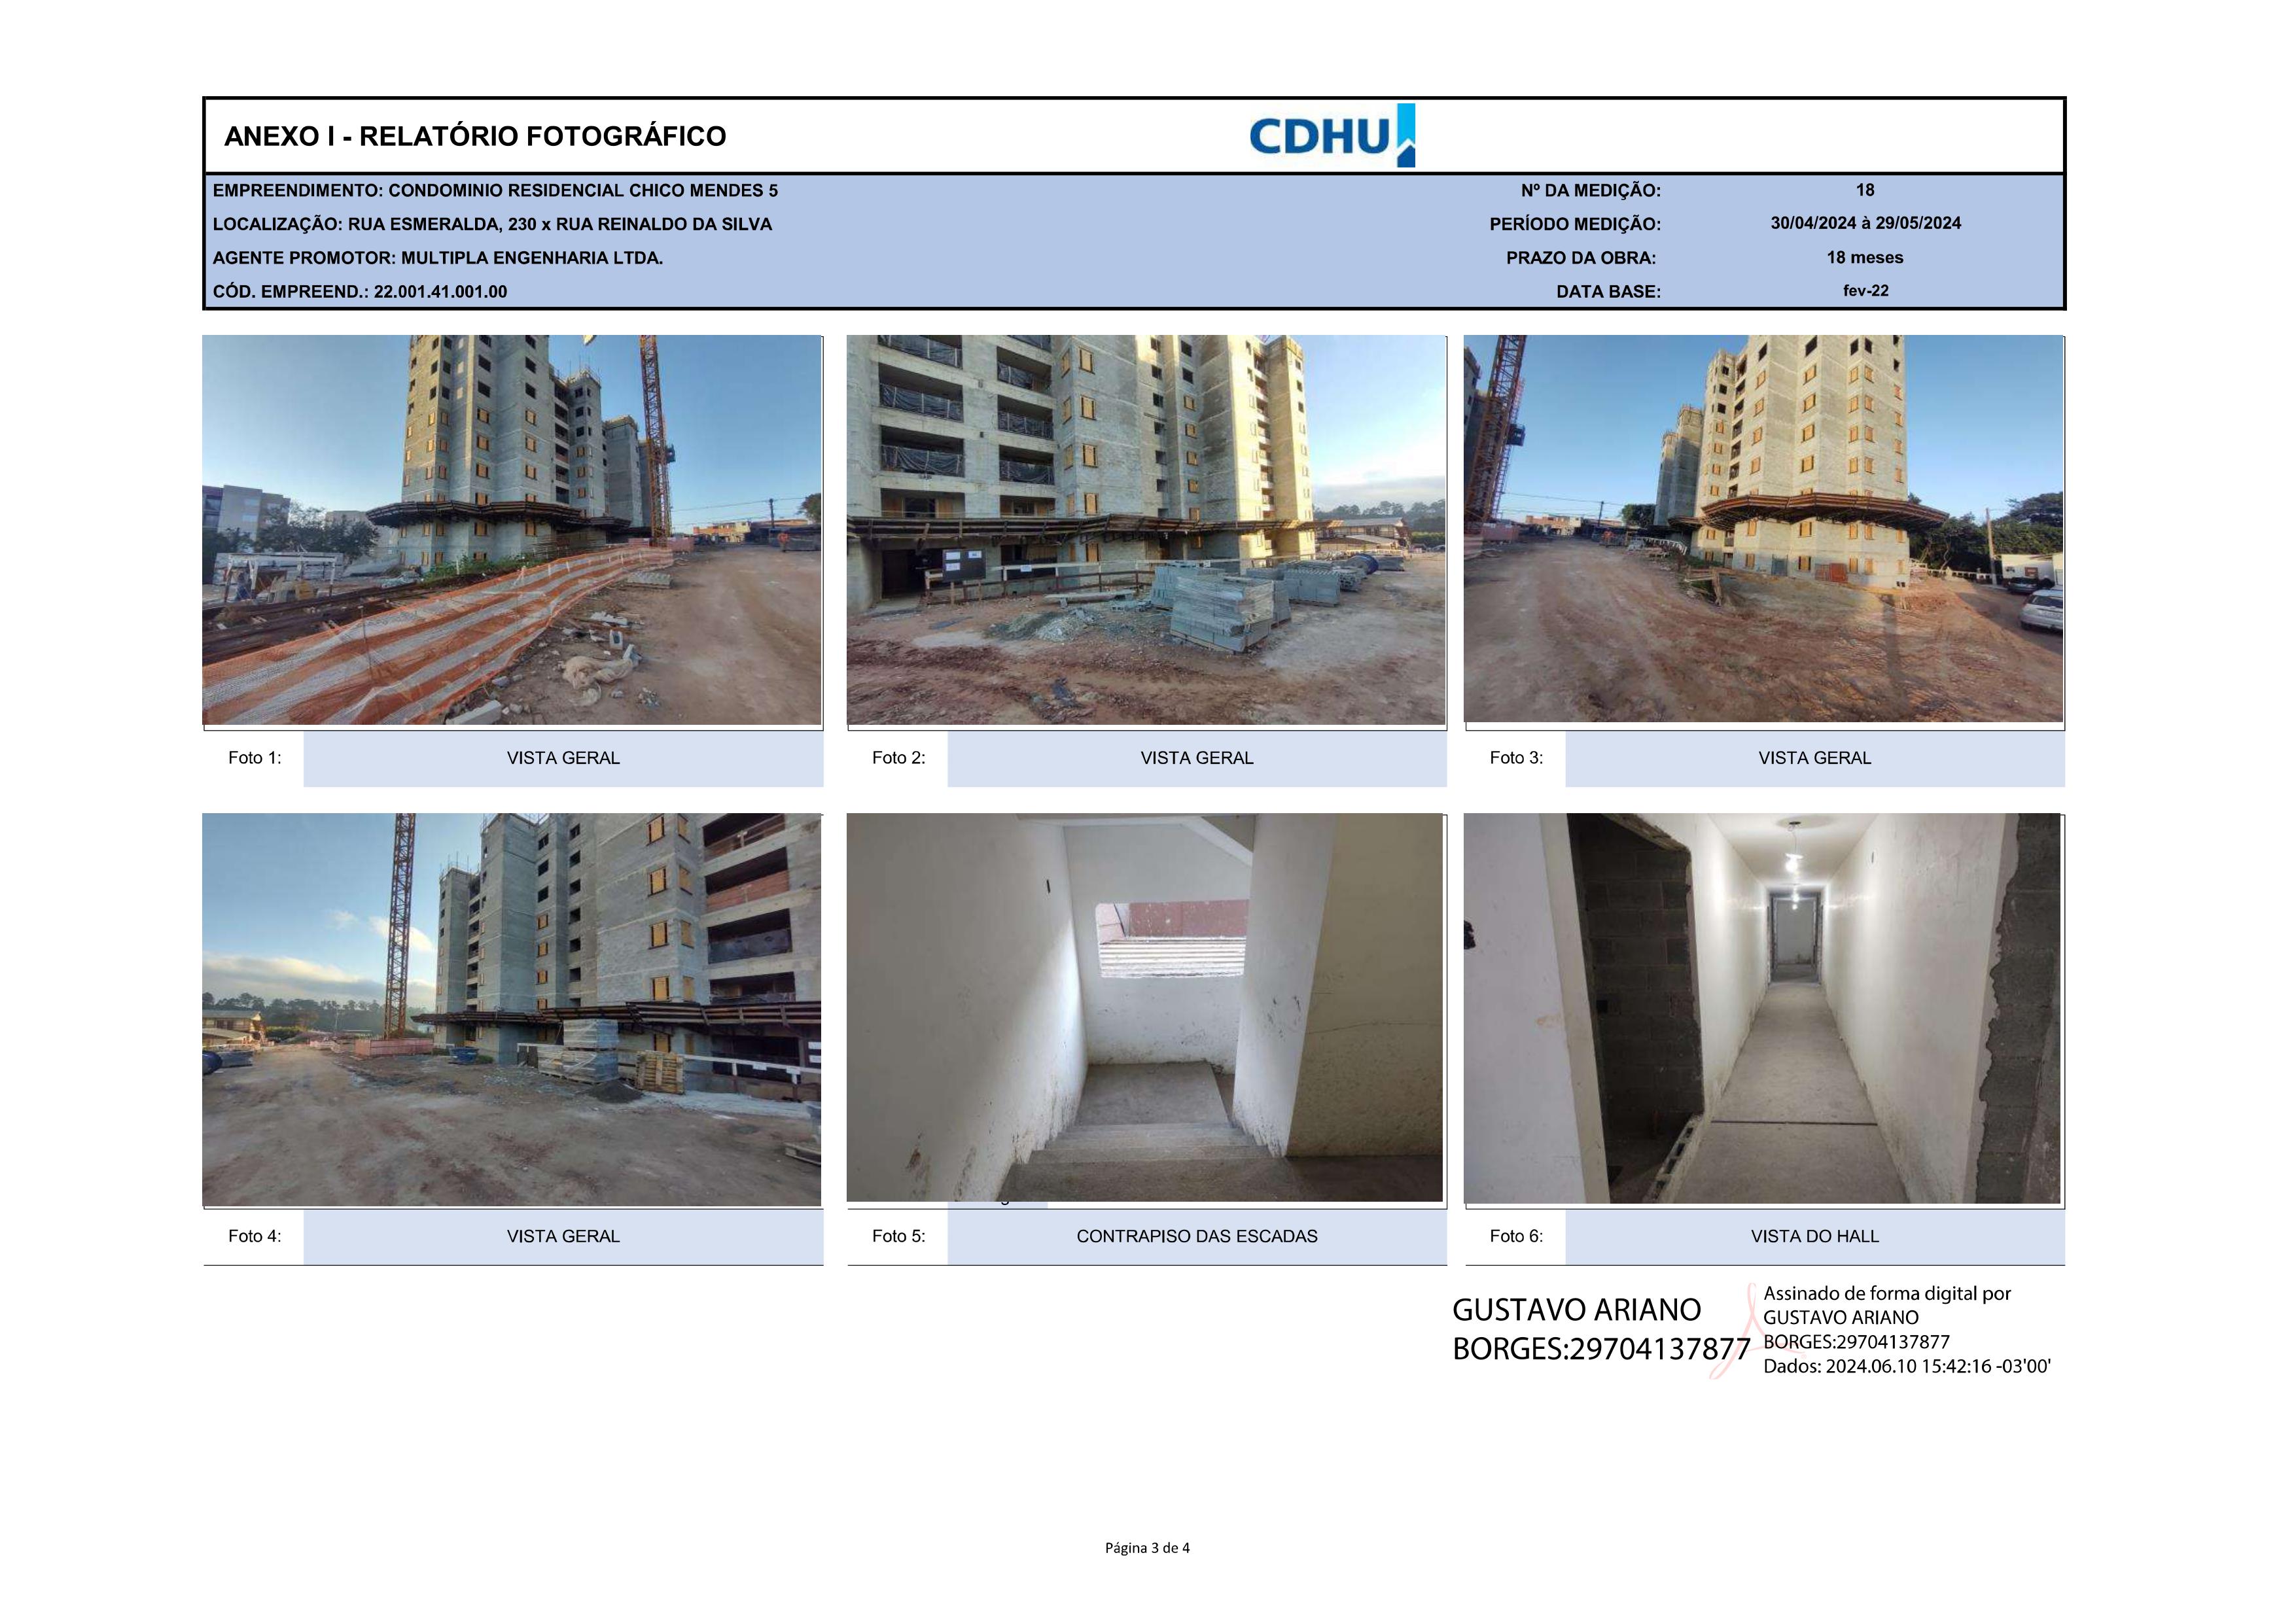 ANEXO I - RELATÓRIO FOTOGRÁFICO
CDHU
EMPREENDIMENTO: CONDOMINIO RESIDENCIAL CHICO MENDES 5
Nº DA MEDIÇÃO: 18
LOCALIZAÇÃO: RUA ESMERALDA, 230 x RUA REINALDO DA SILVA
PERÍODO MEDIÇÃO: 30/04/2024 à 29/05/2024
AGENTE PROMOTOR: MULTIPLA ENGENHARIA LTDA.
PRAZO DA OBRA: 18 meses
CÓD. EMPREEND.: 22.001.41.001.00
DATA BASE: fev-22
Foto 1: VISTA GERAL
Foto 2: VISTA GERAL
Foto 3: VISTA GERAL
Foto 4: VISTA GERAL
Foto 5: CONTRAPISO DAS ESCADAS
Foto 6: VISTA DO HALL
GUSTAVO ARIANO
BORGES:29704137877
Assinado de forma digital por
GUSTAVO ARIANO
BORGES:29704137877
Dados: 2024.06.10 15:42:16 -03'00'
Página 3 de 4